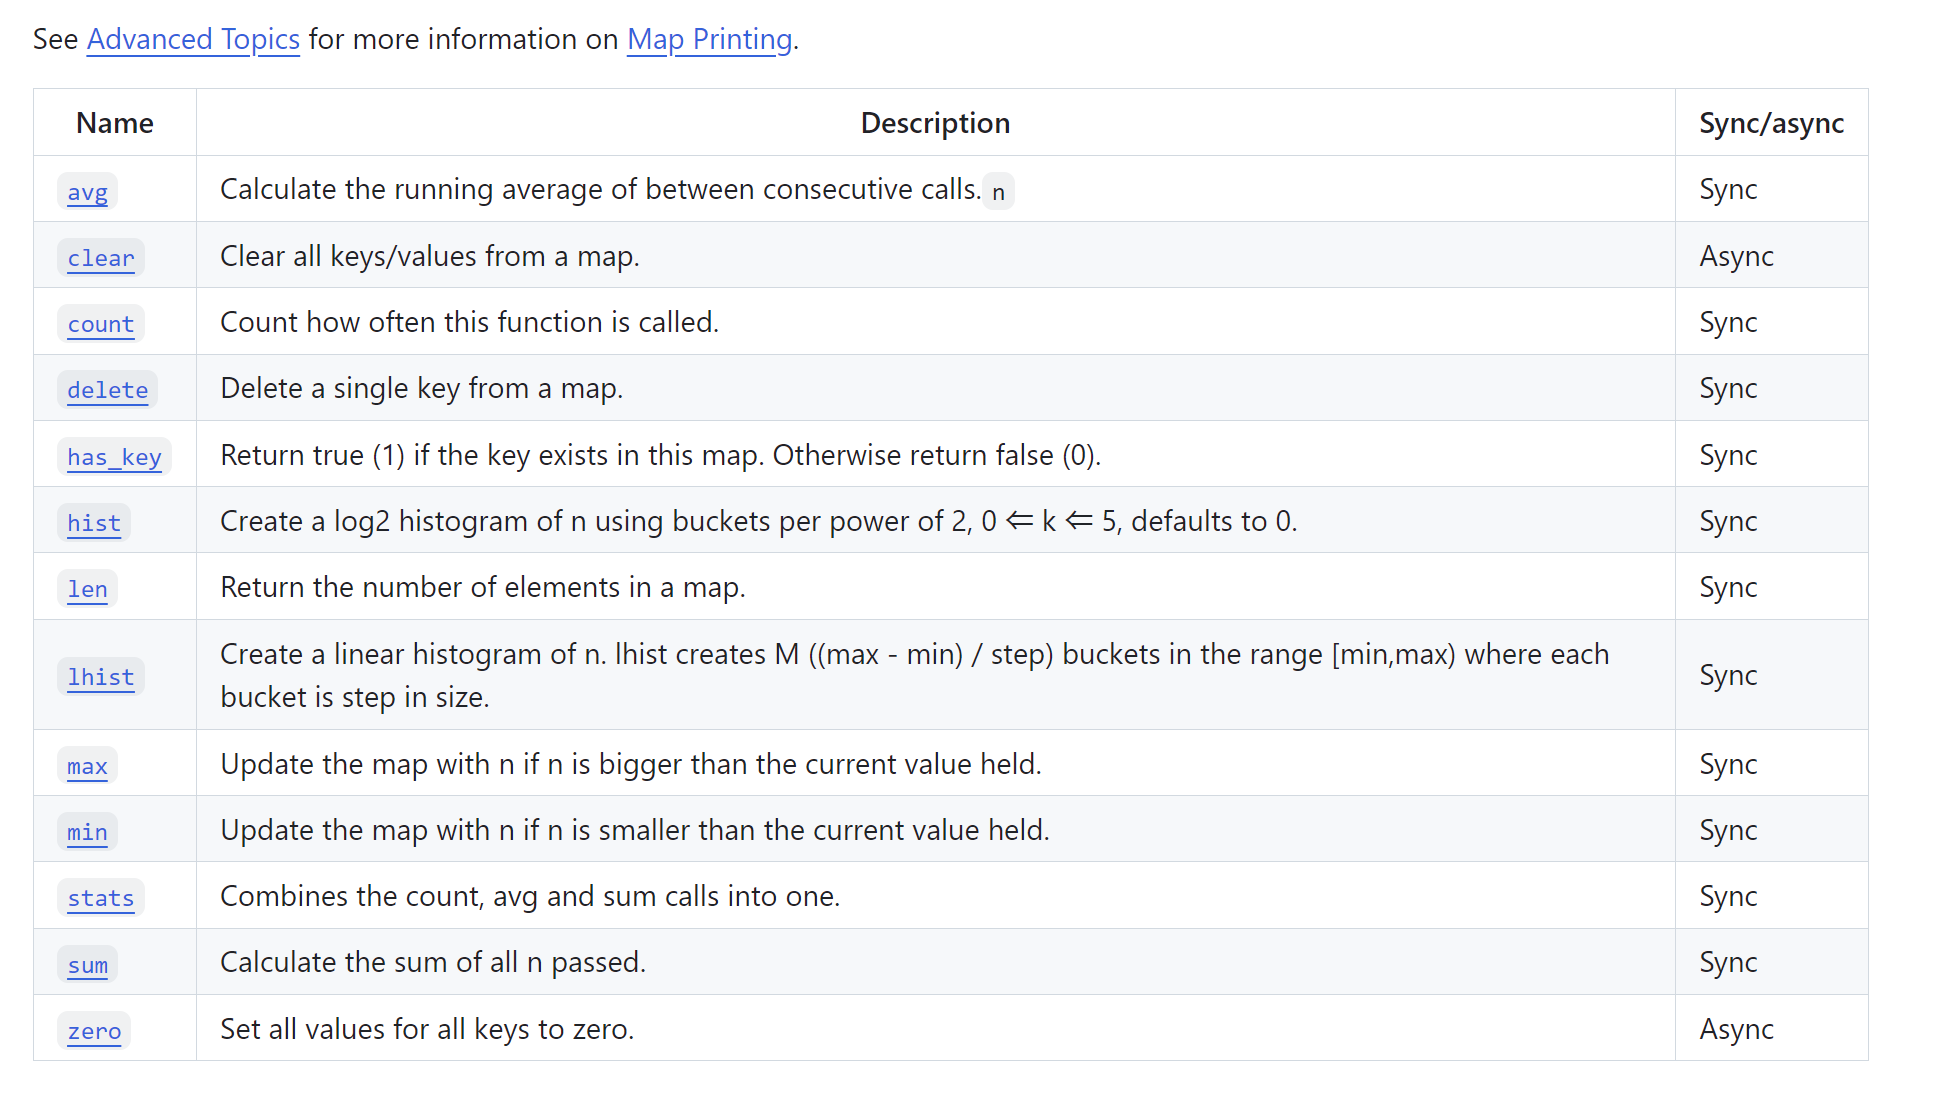 See Advanced Topics for more information on Map Printing.
Name Description Sync/async
avg Calculate the running average of between consecutive calls. n Sync
clear Clear all keys/values from a map. Async
count Count how often this function is called. Sync
delete Delete a single key from a map. Sync
has_key Return true (1) if the key exists in this map. Otherwise return false (0). Sync
hist Create a log2 histogram of n using buckets per power of 2, 0 ⇐ k ⇐ 5, defaults to 0. Sync
len Return the number of elements in a map. Sync
lhist Create a linear histogram of n. lhist creates M ((max - min) / step) buckets in the range [min,max) where each
bucket is step in size. Sync
max Update the map with n if n is bigger than the current value held. Sync
min Update the map with n if n is smaller than the current value held. Sync
stats Combines the count, avg and sum calls into one. Sync
sum Calculate the sum of all n passed. Sync
zero Set all values for all keys to zero. Async